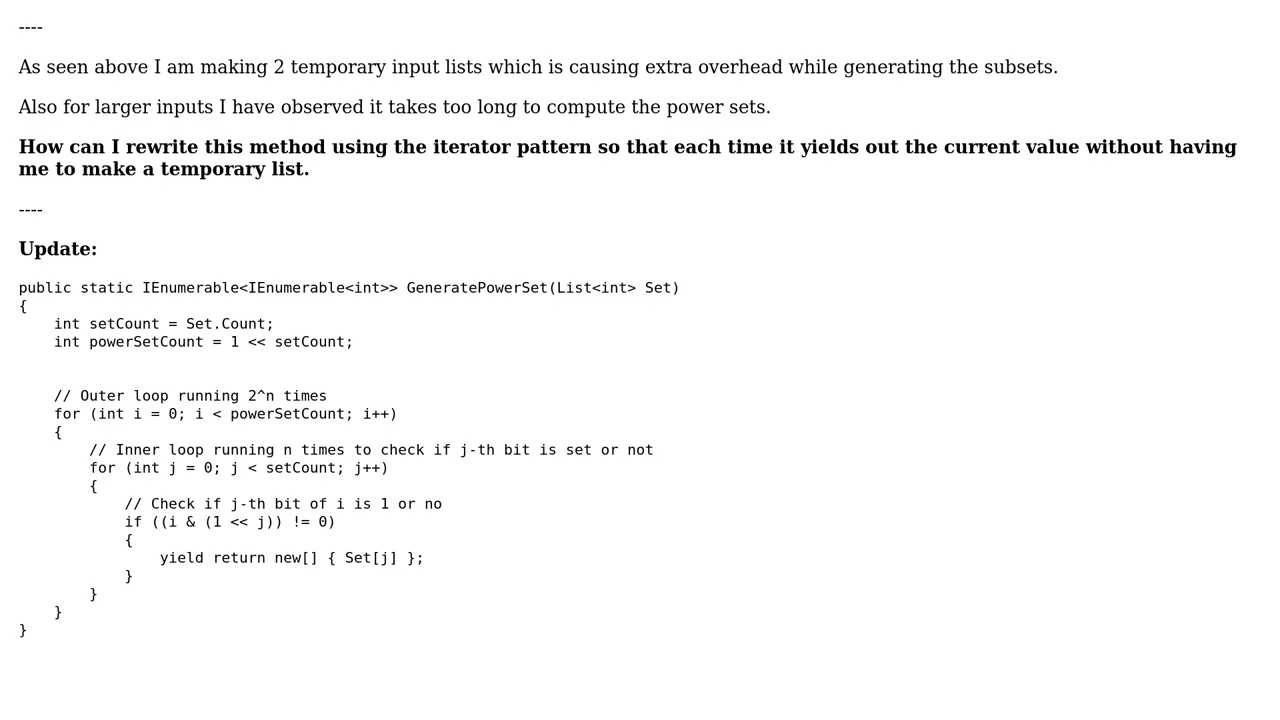 ----
As seen above I am making 2 temporary input lists which is causing extra overhead while generating the subsets.
Also for larger inputs I have observed it takes too long to compute the power sets.
How can I rewrite this method using the iterator pattern so that each time it yields out the current value without having
me to make a temporary list.
----
Update:
public static IEnumerable<IEnumerable<int>> GeneratePowerSet(List<int> Set)
{
    int setCount = Set.Count;
    int powerSetCount = 1 << setCount;
    // Outer loop running 2^n times
    for (int i = 0; i < powerSetCount; i++)
    {
        // Inner loop running n times to check if j-th bit is set or not
        for (int j = 0; j < setCount; j++)
        {
            // Check if j-th bit of i is 1 or no
            if ((i & (1 << j)) != 0)
            {
                yield return new[] { Set[j] };
            }
        }
    }
}